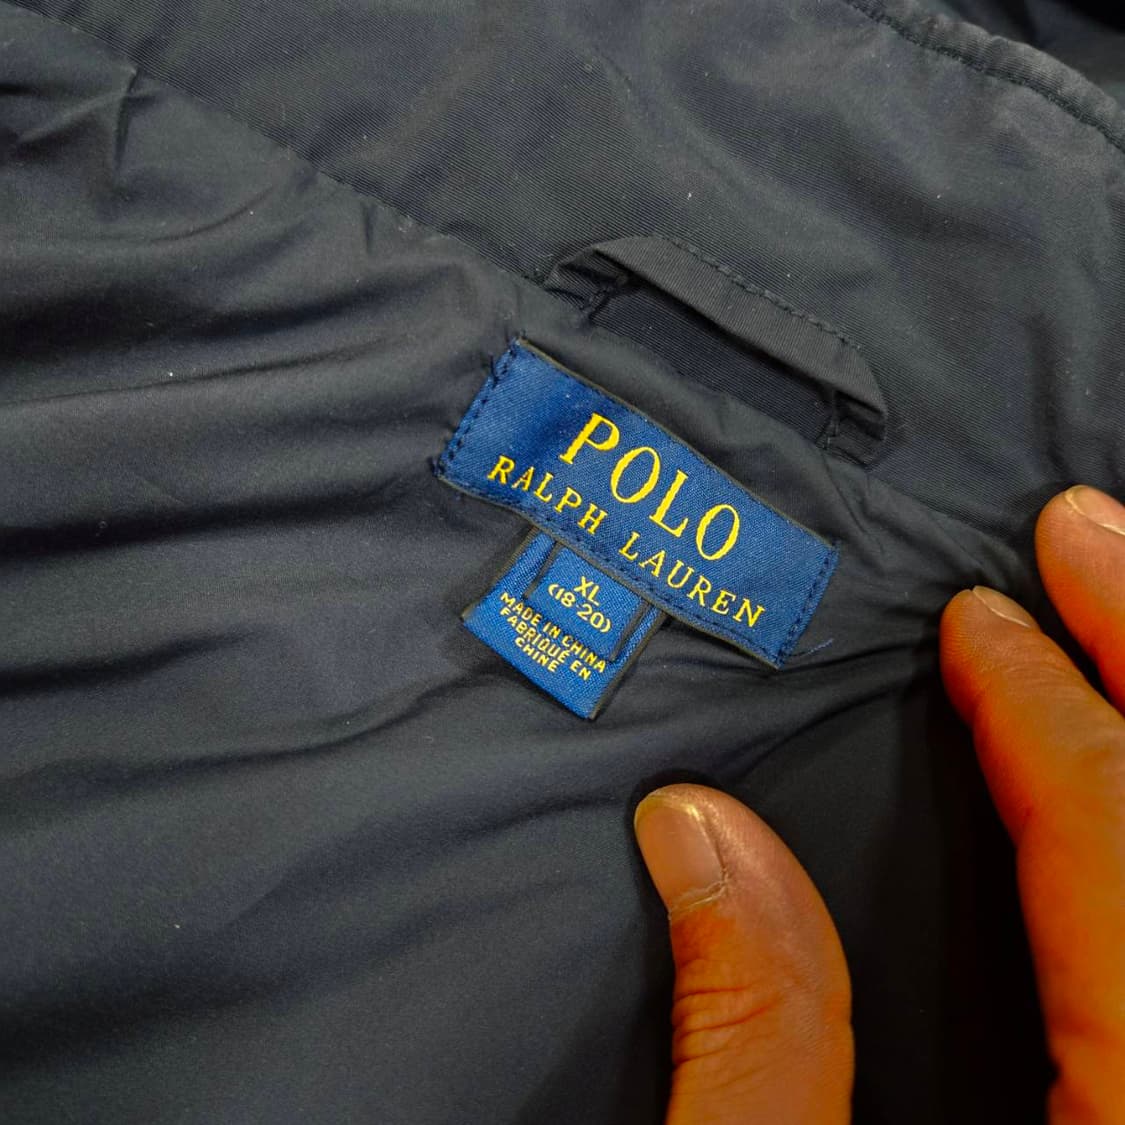 POLO
RALPH LAUREN
XL
(18-20)
MADE IN CHINA
FABRIQUÉ EN
CHINE